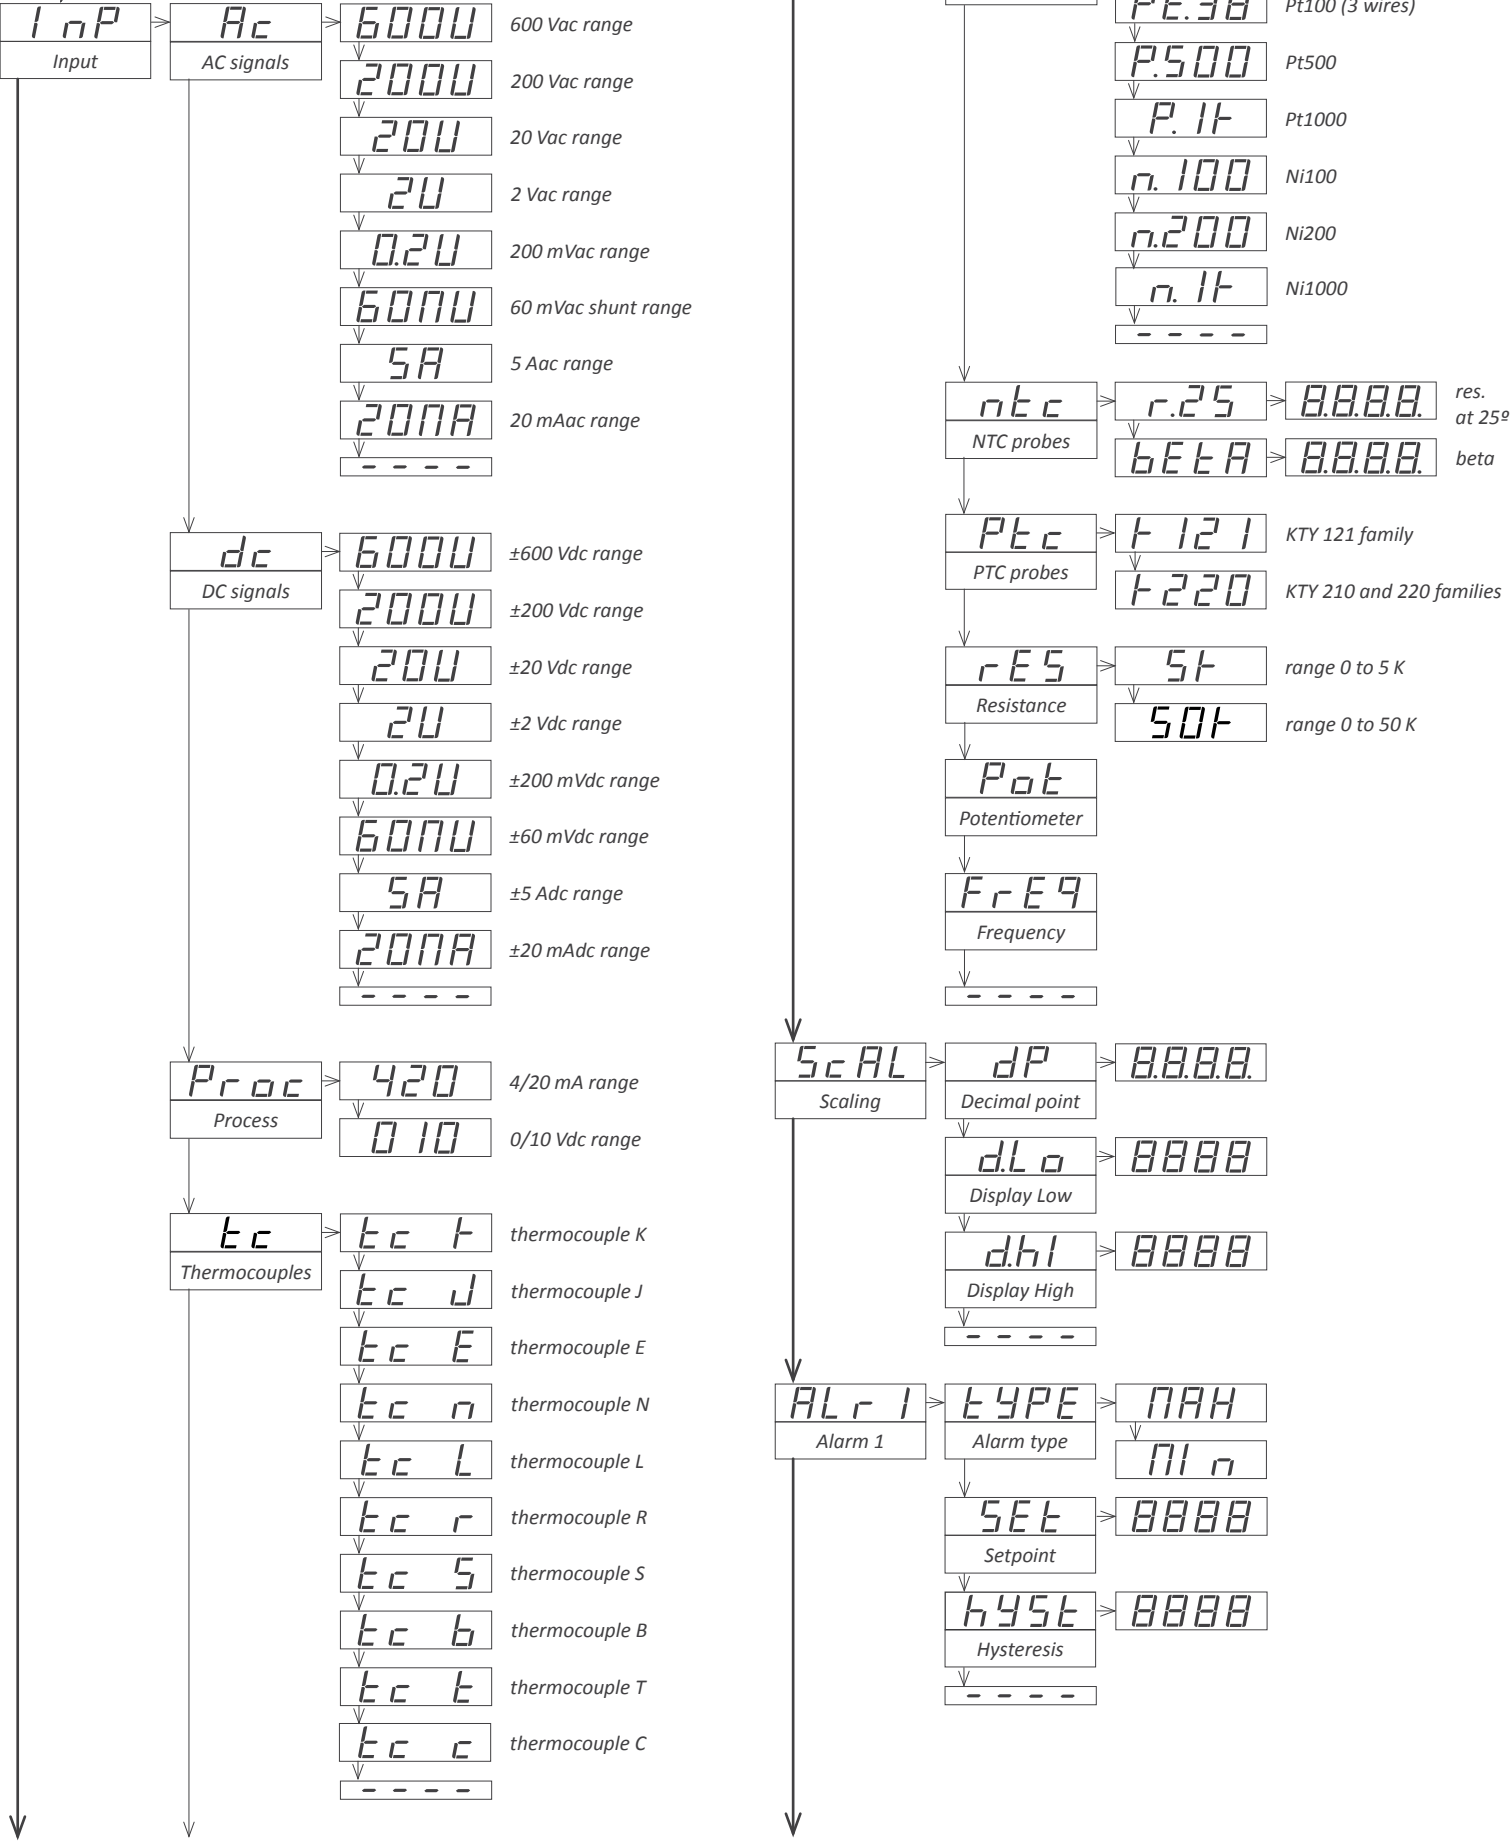 InP
Input
Ac
AC signals
600U 600 Vac range
200U 200 Vac range
20U 20 Vac range
2U 2 Vac range
0.2U 200 mVac range
60MU 60 mVac shunt range
5A 5 Aac range
20MA 20 mAac range
- - - -
dc
DC signals
600U ±600 Vdc range
200U ±200 Vdc range
20U ±20 Vdc range
2U ±2 Vdc range
0.2U ±200 mVdc range
60MU ±60 mVdc range
5A ±5 Adc range
20MA ±20 mAdc range
- - - -
Proc
Process
420 4/20 mA range
010 0/10 Vdc range
tc
Thermocouples
tc k thermocouple K
tc J thermocouple J
tc E thermocouple E
tc n thermocouple N
tc L thermocouple L
tc r thermocouple R
tc S thermocouple S
tc b thermocouple B
tc t thermocouple T
tc c thermocouple C
- - - -
Pt100 (3 wires)
P.500 Pt500
P.1k Pt1000
n.100 Ni100
n.200 Ni200
n.1k Ni1000
- - - -
ntc
NTC probes
r.25 8.8.8.8. res.
at 25º
bEtA 8.8.8.8. beta
Ptc
PTC probes
k121 KTY 121 family
k220 KTY 210 and 220 families
rES
Resistance
5k range 0 to 5 K
50k range 0 to 50 K
Pot
Potentiometer
FrEq
Frequency
- - - -
ScAL
Scaling
dP 8.8.8.8.
Decimal point
d.Lo 8888
Display Low
d.hI 8888
Display High
- - - -
ALr1
Alarm 1
tYPE
Alarm type
MAH
MIn
SEt 8888
Setpoint
hYSt 8888
Hysteresis
- - - -